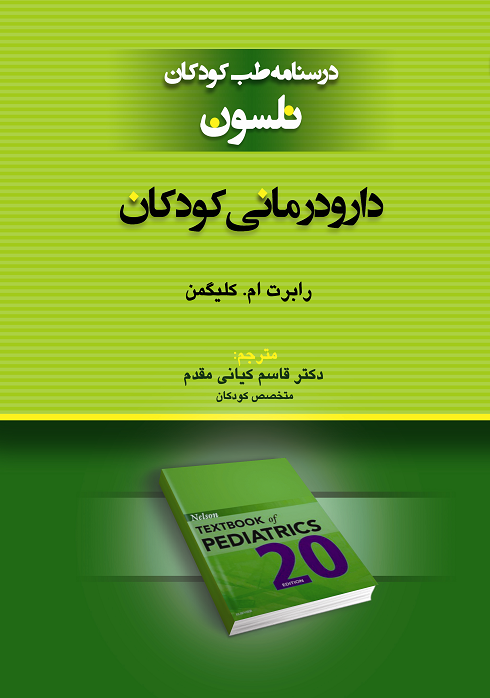 درسنامه طب کودکان
نلسون
دارودرمانی کودکان
رابرت ام. کلیگمن
مترجم:
دکتر قاسم کیانی مقدم
متخصص کودکان
Nelson
TEXTBOOK of
PEDIATRICS
20
EDITION